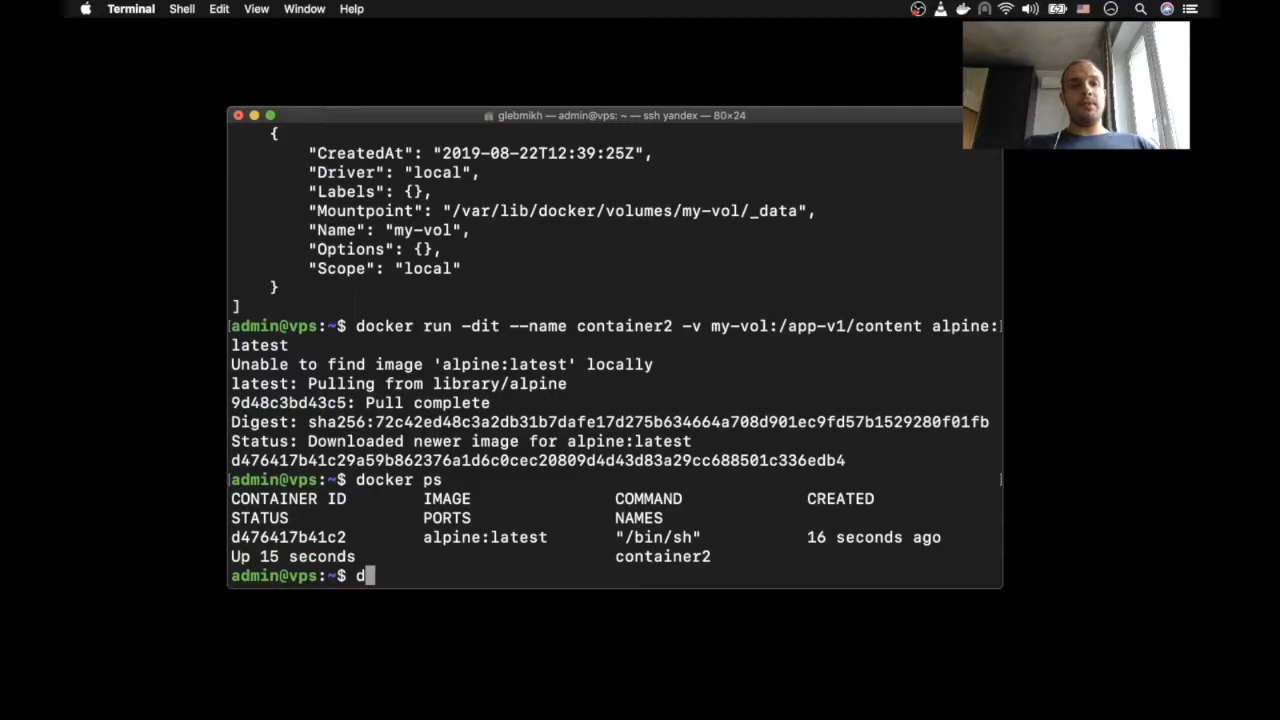 Terminal Shell Edit View Window Help
glebmikh — admin@vps: ~ — ssh yandex — 80×24
{
"CreatedAt": "2019-08-22T12:39:25Z",
"Driver": "local",
"Labels": {},
"Mountpoint": "/var/lib/docker/volumes/my-vol/_data",
"Name": "my-vol",
"Options": {},
"Scope": "local"
}
]
admin@vps:~$ docker run -dit --name container2 -v my-vol:/app-v1/content alpine:
latest
Unable to find image 'alpine:latest' locally
latest: Pulling from library/alpine
9d48c3bd43c5: Pull complete
Digest: sha256:72c42ed48c3a2db31b7dafe17d275b634664a708d901ec9fd57b1529280f01fb
Status: Downloaded newer image for alpine:latest
d476417b41c29a59b862376a1d6c0cec20809d4d43d83a29cc688501c336edb4
admin@vps:~$ docker ps
CONTAINER ID IMAGE COMMAND CREATED
STATUS PORTS NAMES
d476417b41c2 alpine:latest "/bin/sh" 16 seconds ago
Up 15 seconds container2
admin@vps:~$ d